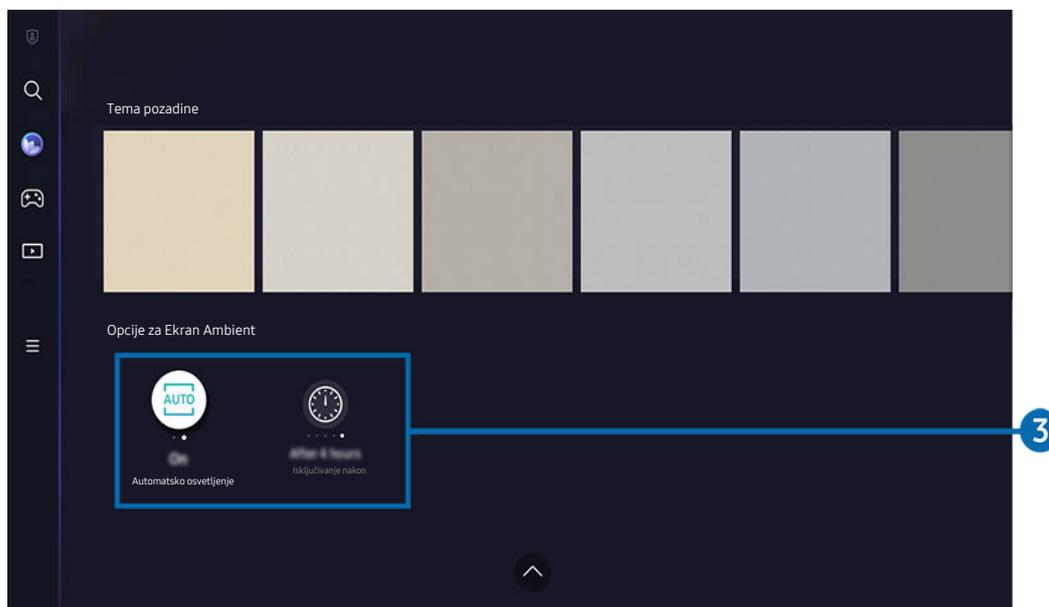 Tema pozadine
Opcije za Ekran Ambient
AUTO
On
After 4 hours
Automatsko osvetljenje
Isključivanje nakon
3